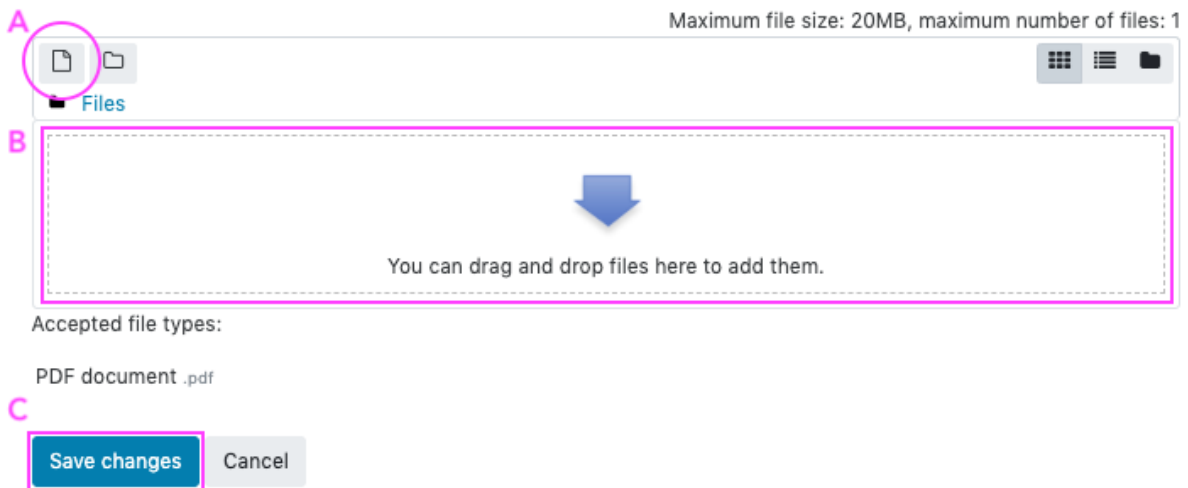 A
Maximum file size: 20MB, maximum number of files: 1
Files
B
You can drag and drop files here to add them.
Accepted file types:
PDF document .pdf
C
Save changes Cancel